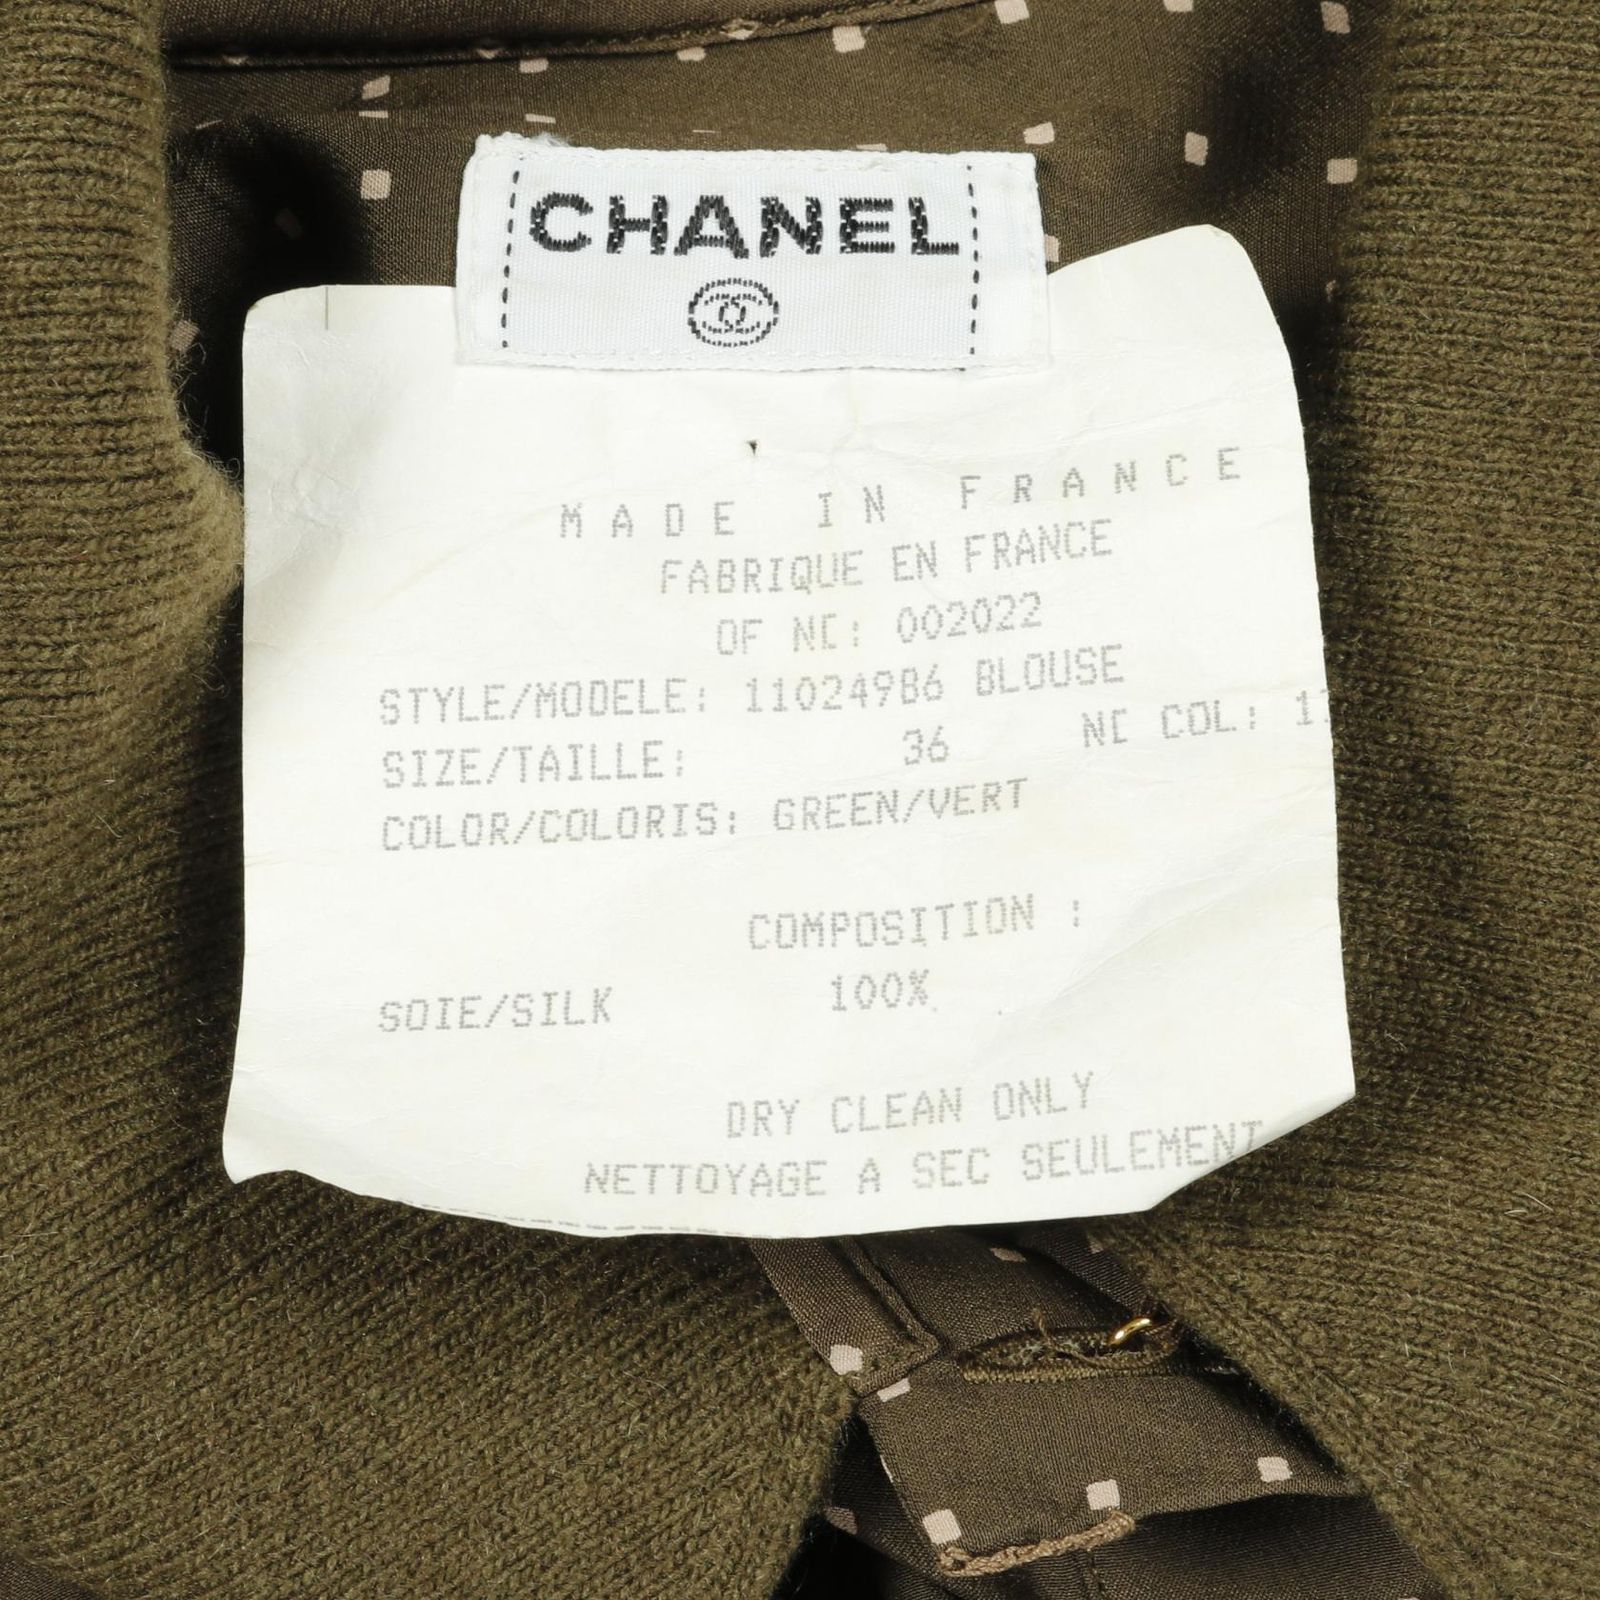 CHANEL
MADE IN FRANCE
FABRIQUE EN FRANCE
OF NC: 002022
STYLE/MODELE: 11024986 BLOUSE
SIZE/TAILLE: 36 NC COL:
COLOR/COLORIS: GREEN/VERT
COMPOSITION :
SOIE/SILK 100%
DRY CLEAN ONLY
NETTOYAGE A SEC SEULEMENT